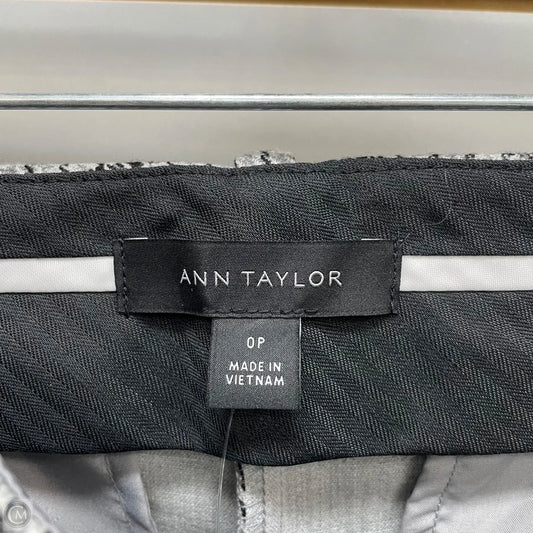 ANN TAYLOR
0P
MADE IN
VIETNAM
M